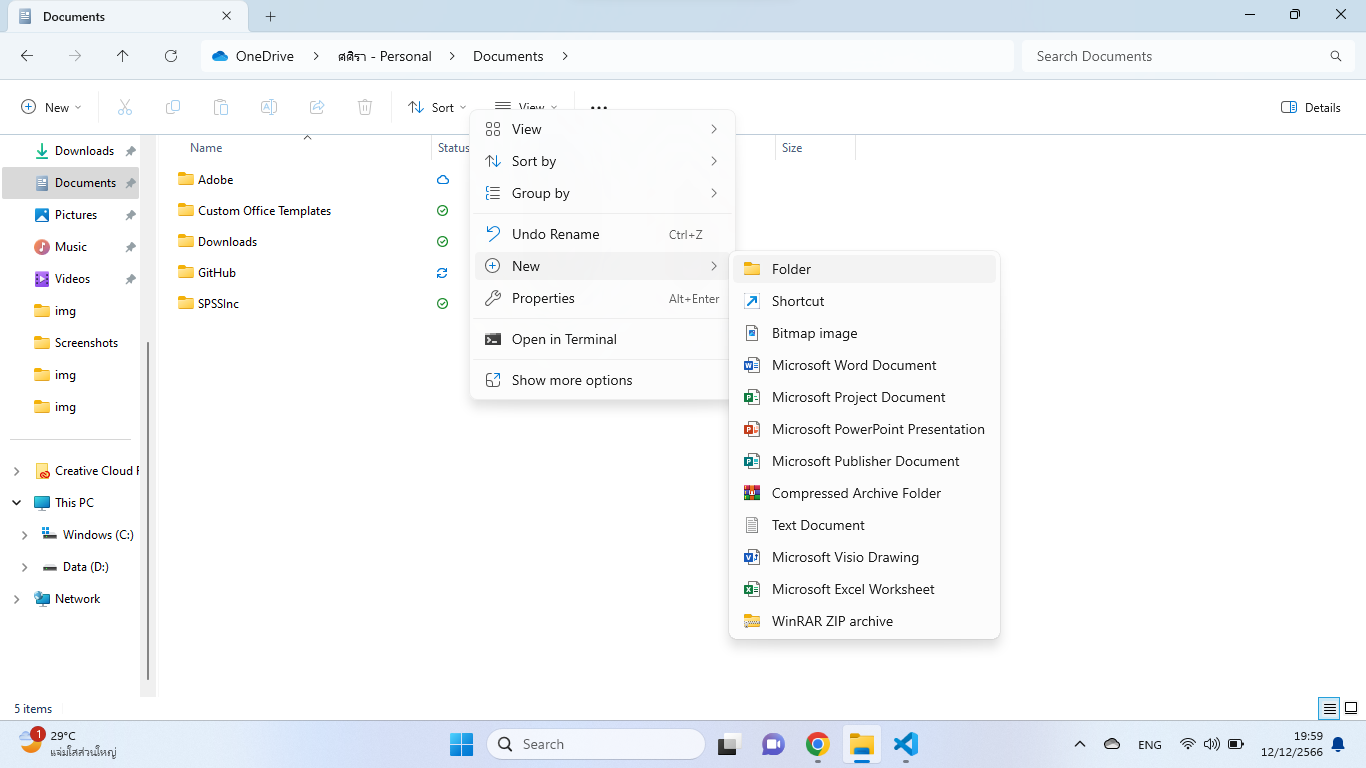 Documents
OneDrive
ศศิรา - Personal
Documents
Search Documents
New
Sort
View
Details
Downloads
Documents
Pictures
Music
Videos
img
Screenshots
img
img
Creative Cloud F
This PC
Windows (C:)
Data (D:)
Network
Name
Status
Size
Adobe
Custom Office Templates
Downloads
GitHub
SPSSInc
View
Sort by
Group by
Undo Rename Ctrl+Z
New
Properties Alt+Enter
Open in Terminal
Show more options
Folder
Shortcut
Bitmap image
Microsoft Word Document
Microsoft Project Document
Microsoft PowerPoint Presentation
Microsoft Publisher Document
Compressed Archive Folder
Text Document
Microsoft Visio Drawing
Microsoft Excel Worksheet
WinRAR ZIP archive
5 items
1
29°C
แจ่มใสส่วนใหญ่
Search
ENG
19:59
12/12/2566